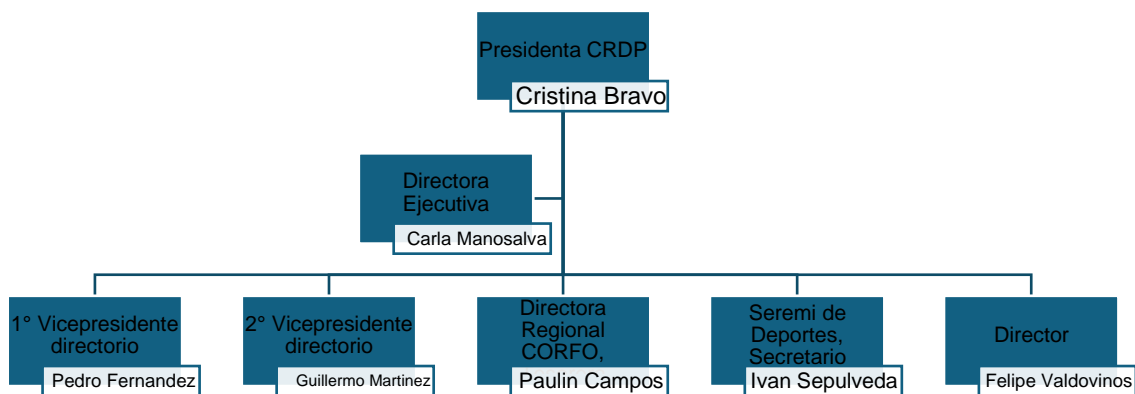 Presidenta CRDP
Cristina Bravo
Directora
Ejecutiva
Carla Manosalva
1° Vicepresidente
directorio
Pedro Fernandez
2° Vicepresidente
directorio
Guillermo Martinez
Directora
Regional
CORFO,
Paulin Campos
Seremi de
Deportes,
Secretario
Ivan Sepulveda
Director
Felipe Valdovinos